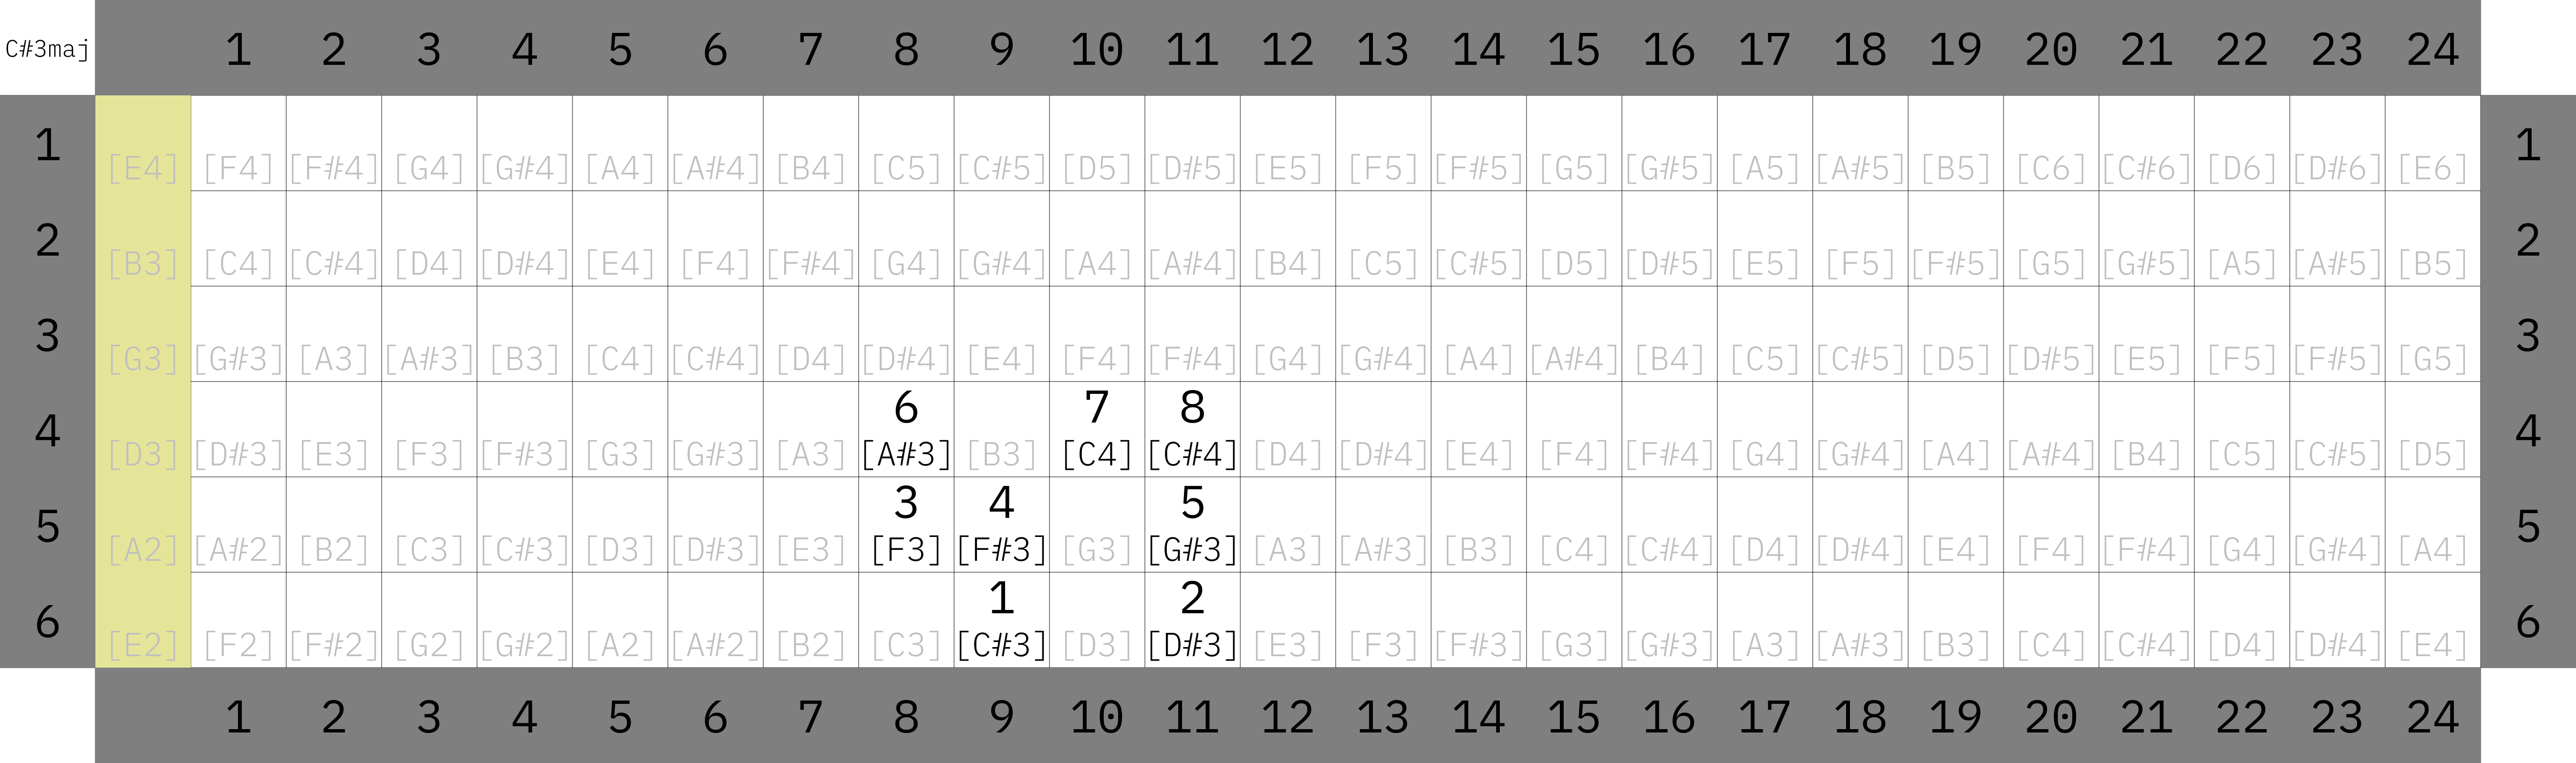 C#3maj 1 2 3 4 5 6 7 8 9 10 11 12 13 14 15 16 17 18 19 20 21 22 23 24
1 1
[E4] [F4] [F#4] [G4] [G#4] [A4] [A#4] [B4] [C5] [C#5] [D5] [D#5] [E5] [F5] [F#5] [G5] [G#5] [A5] [A#5] [B5] [C6] [C#6] [D6] [D#6] [E6]
2 2
[B3] [C4] [C#4] [D4] [D#4] [E4] [F4] [F#4] [G4] [G#4] [A4] [A#4] [B4] [C5] [C#5] [D5] [D#5] [E5] [F5] [F#5] [G5] [G#5] [A5] [A#5] [B5]
3 3
[G3] [G#3] [A3] [A#3] [B3] [C4] [C#4] [D4] [D#4] [E4] [F4] [F#4] [G4] [G#4] [A4] [A#4] [B4] [C5] [C#5] [D5] [D#5] [E5] [F5] [F#5] [G5]
4 6 7 8 4
[D3] [D#3] [E3] [F3] [F#3] [G3] [G#3] [A3] [A#3] [B3] [C4] [C#4] [D4] [D#4] [E4] [F4] [F#4] [G4] [G#4] [A4] [A#4] [B4] [C5] [C#5] [D5]
5 3 4 5 5
[A2] [A#2] [B2] [C3] [C#3] [D3] [D#3] [E3] [F3] [F#3] [G3] [G#3] [A3] [A#3] [B3] [C4] [C#4] [D4] [D#4] [E4] [F4] [F#4] [G4] [G#4] [A4]
6 1 2 6
[E2] [F2] [F#2] [G2] [G#2] [A2] [A#2] [B2] [C3] [C#3] [D3] [D#3] [E3] [F3] [F#3] [G3] [G#3] [A3] [A#3] [B3] [C4] [C#4] [D4] [D#4] [E4]
1 2 3 4 5 6 7 8 9 10 11 12 13 14 15 16 17 18 19 20 21 22 23 24